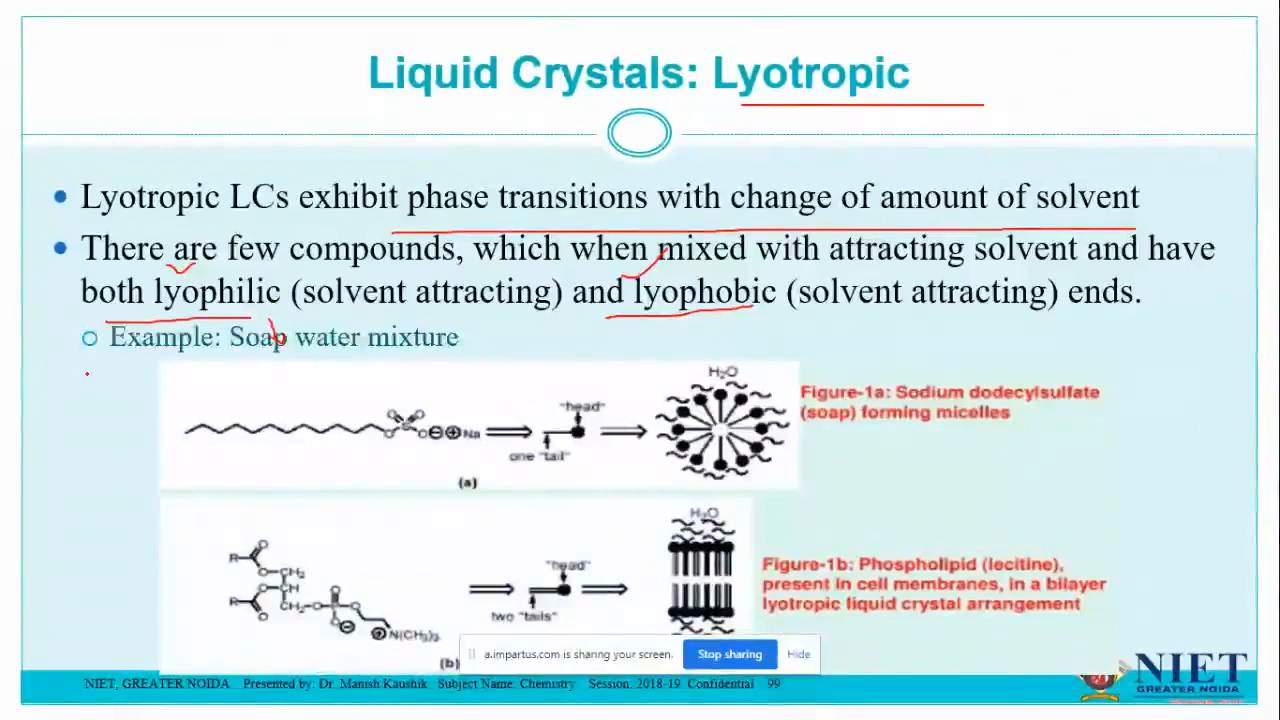 Liquid Crystals: Lyotropic
Lyotropic LCs exhibit phase transitions with change of amount of solvent
There are few compounds, which when mixed with attracting solvent and have
both lyophilic (solvent attracting) and lyophobic (solvent attracting) ends.
Example: Soap water mixture
H₂O
"head"
one "tail"
O O
O S O ⊖ ⊕ Na
(a)
Figure-1a: Sodium dodecylsulfate
(soap) forming micelles
H₂O
"head"
two "tails"
R O
O CH₂
O H
R O CH₂ O P O
O ⊖ ⊕ N(CH₃)₃
(b)
Figure-1b: Phospholipid (lecitine),
present in cell membranes, in a bilayer
lyotropic liquid crystal arrangement
a.impartus.com is sharing your screen.
Stop sharing
Hide
NIET, GREATER NOIDA Presented by: Dr. Manish Kaushik Subject Name: Chemistry Session: 2018-19 Confidential 99
NIET
GREATER NOIDA